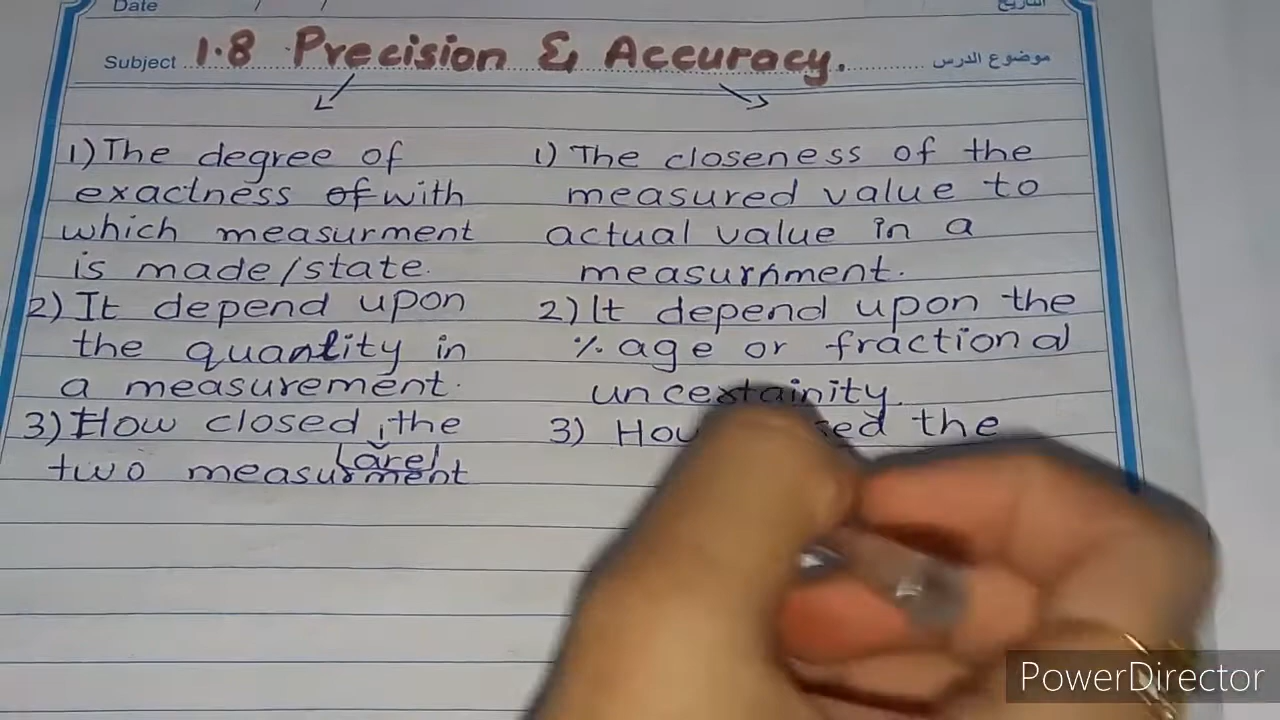 Date / / التاريخ
Subject 1.8 Precision & Accuracy. موضوع الدرس
1) The degree of
exactness of with
which measurment
is made/state.
2) It depend upon
the quantity in
a measurement.
3) How closed are the
two measurment
1) The closeness of the
measured value to
actual value in a
measurnment.
2) It depend upon the
%age or fractional
uncertainity.
3) the
PowerDirector